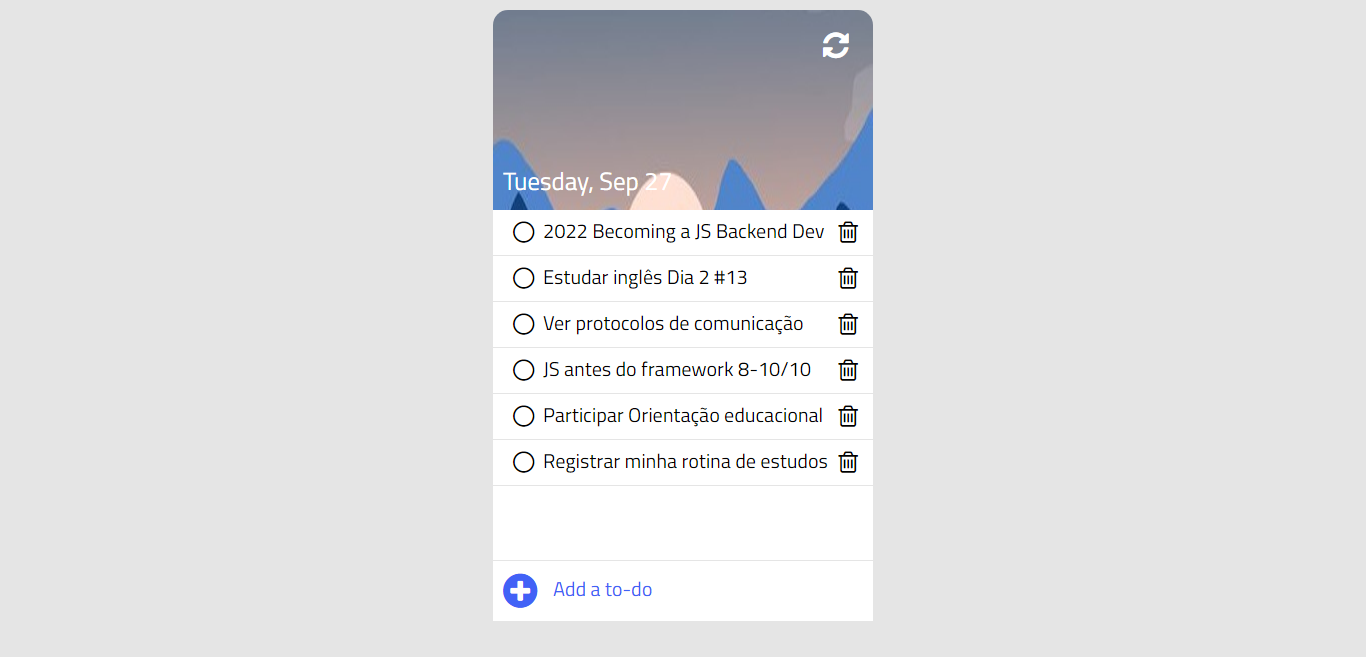 Tuesday, Sep 27
2022 Becoming a JS Backend Dev
Estudar inglês Dia 2 #13
Ver protocolos de comunicação
JS antes do framework 8-10/10
Participar Orientação educacional
Registrar minha rotina de estudos
Add a to-do